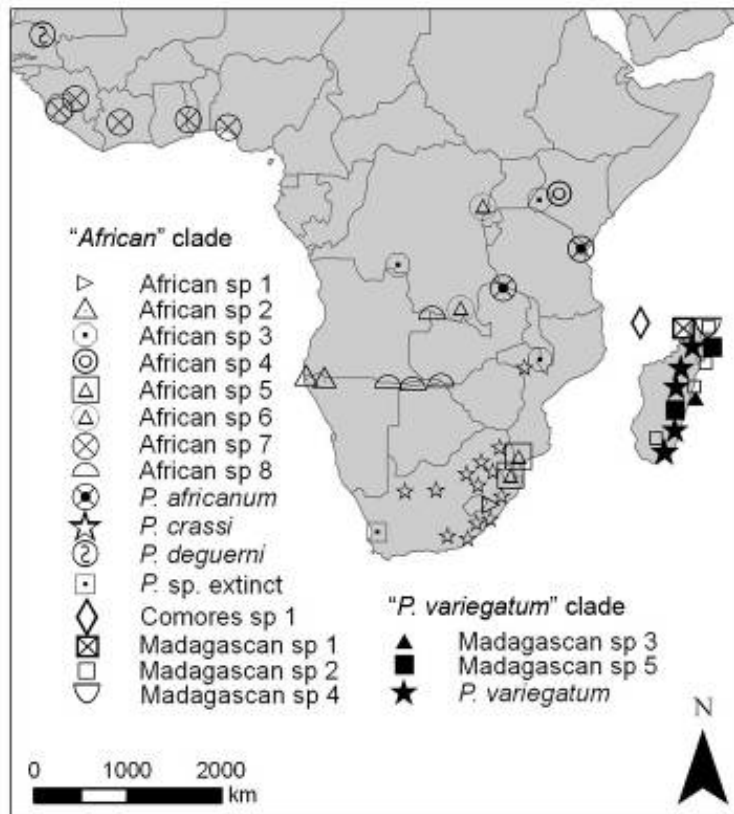 "African" clade
African sp 1
African sp 2
African sp 3
African sp 4
African sp 5
African sp 6
African sp 7
African sp 8
P. africanum
P. crassi
P. deguerni
P. sp. extinct
Comores sp 1
Madagascan sp 1
Madagascan sp 2
Madagascan sp 4
"P. variegatum" clade
Madagascan sp 3
Madagascan sp 5
P. variegatum
N
0 1000 2000
km